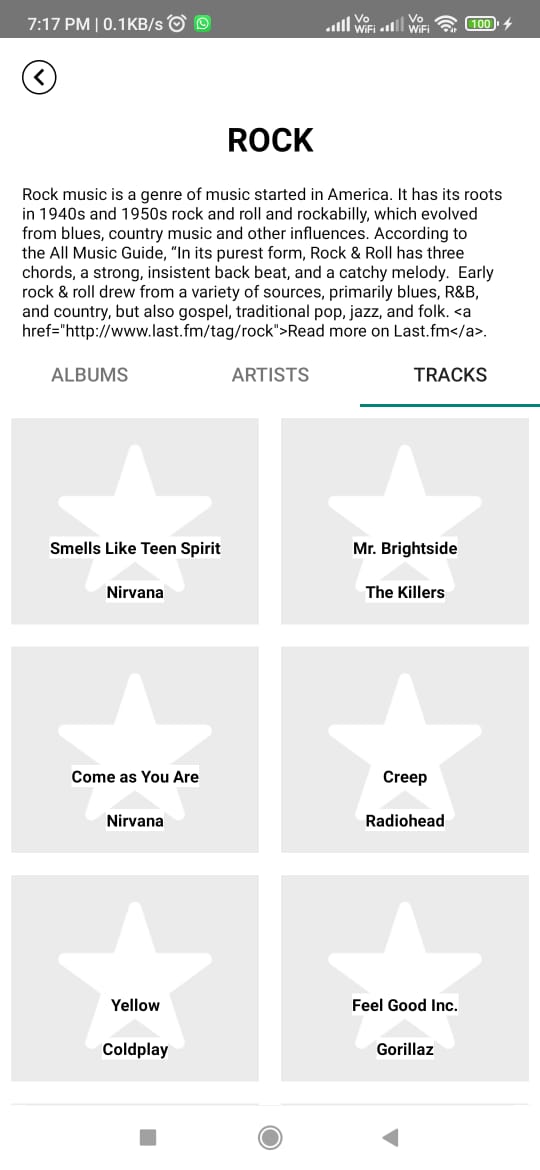 7:17 PM | 0.1KB/s
Vo WiFi Vo WiFi 100
ROCK
Rock music is a genre of music started in America. It has its roots
in 1940s and 1950s rock and roll and rockabilly, which evolved
from blues, country music and other influences. According to
the All Music Guide, “In its purest form, Rock & Roll has three
chords, a strong, insistent back beat, and a catchy melody.  Early
rock & roll drew from a variety of sources, primarily blues, R&B,
and country, but also gospel, traditional pop, jazz, and folk. <a
href="http://www.last.fm/tag/rock">Read more on Last.fm</a>.
ALBUMS ARTISTS TRACKS
Smells Like Teen Spirit
Nirvana
Mr. Brightside
The Killers
Come as You Are
Nirvana
Creep
Radiohead
Yellow
Coldplay
Feel Good Inc.
Gorillaz